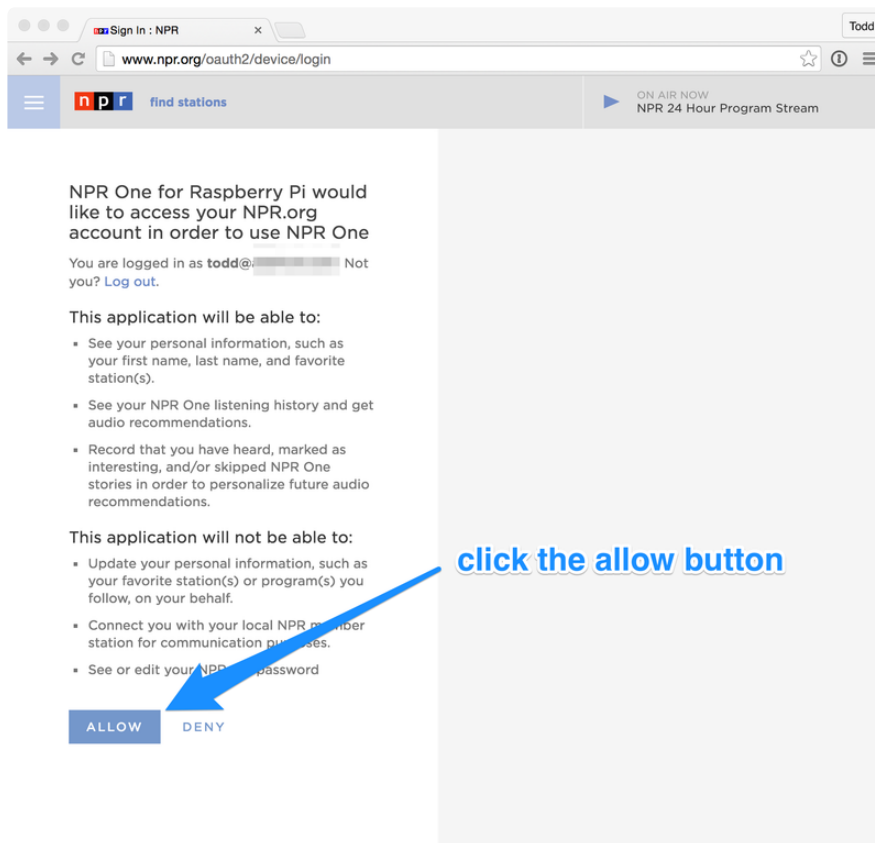 Sign In : NPR
Todd
www.npr.org/oauth2/device/login
npr find stations
ON AIR NOW
NPR 24 Hour Program Stream
NPR One for Raspberry Pi would
like to access your NPR.org
account in order to use NPR One
You are logged in as todd@ Not
you? Log out.
This application will be able to:
▪ See your personal information, such as
your first name, last name, and favorite
station(s).
▪ See your NPR One listening history and get
audio recommendations.
▪ Record that you have heard, marked as
interesting, and/or skipped NPR One
stories in order to personalize future audio
recommendations.
This application will not be able to:
▪ Update your personal information, such as
your favorite station(s) or program(s) you
follow, on your behalf.
▪ Connect you with your local NPR member
station for communication purposes.
▪ See or edit your NPR password
click the allow button
ALLOW DENY